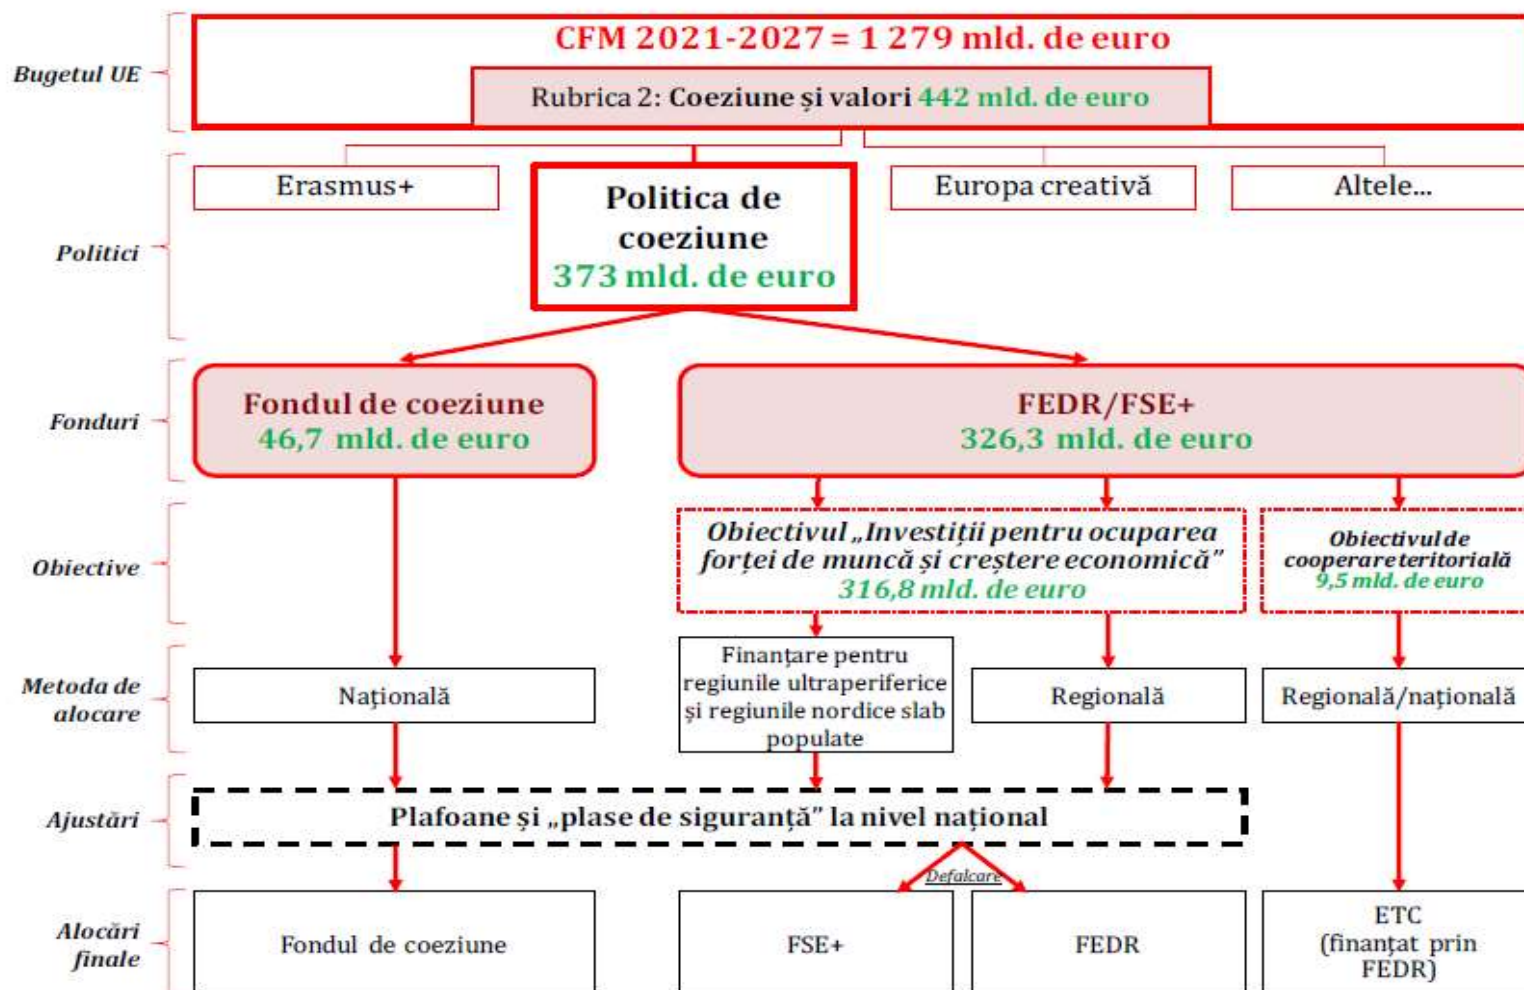 CFM 2021-2027 = 1 279 mld. de euro
Bugetul UE
Rubrica 2: Coeziune și valori 442 mld. de euro
Erasmus+
Politica de
coeziune
373 mld. de euro
Europa creativă
Altele...
Politici
Fonduri
Fondul de coeziune
46,7 mld. de euro
FEDR/FSE+
326,3 mld. de euro
Obiective
Obiectivul „Investiții pentru ocuparea
forței de muncă și creștere economică”
316,8 mld. de euro
Obiectivul de
cooperare teritorială
9,5 mld. de euro
Metoda de
alocare
Națională
Finanțare pentru
regiunile ultraperiferice
și regiunile nordice slab
populate
Regională
Regională/națională
Ajustări
Plafoane și „plase de siguranță” la nivel național
Defalcare
Alocări
finale
Fondul de coeziune
FSE+
FEDR
ETC
(finanțat prin
FEDR)